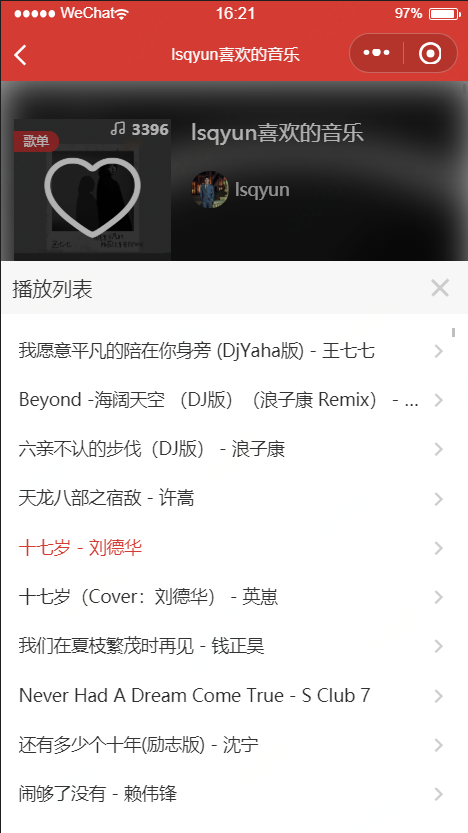 WeChat
16:21
97%
lsqyun喜欢的音乐
3396
歌单
lsqyun喜欢的音乐
lsqyun
播放列表
我愿意平凡的陪在你身旁 (DjYaha版) - 王七七
Beyond -海阔天空 （DJ版）（浪子康 Remix） - ...
六亲不认的步伐（DJ版） - 浪子康
天龙八部之宿敌 - 许嵩
十七岁 - 刘德华
十七岁（Cover：刘德华） - 英崽
我们在夏枝繁茂时再见 - 钱正昊
Never Had A Dream Come True - S Club 7
还有多少个十年(励志版) - 沈宁
闹够了没有 - 赖伟锋